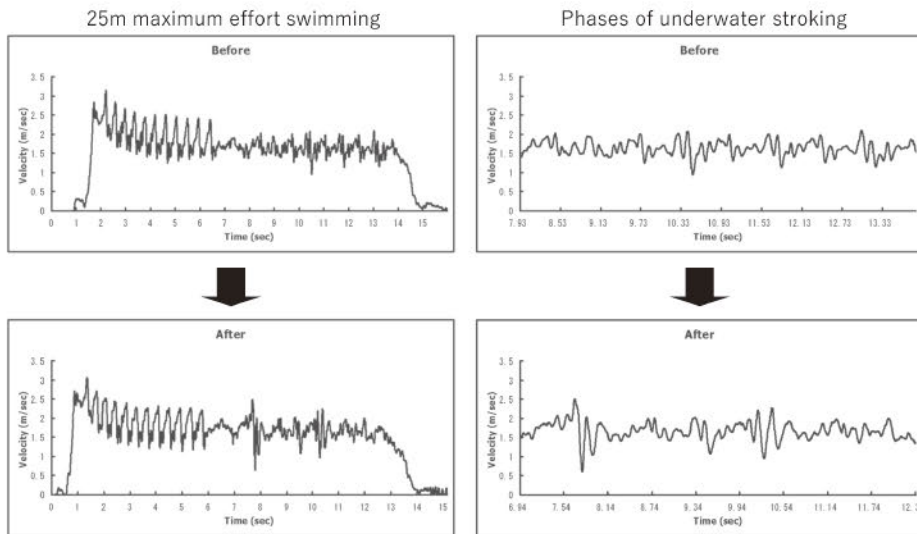 25m maximum effort swimming
Phases of underwater stroking
Before
Velocity (m/sec)
3.5
3
2.5
2
1.5
1
0.5
0
0 1 2 3 4 5 6 7 8 9 10 11 12 13 14 15
Time (sec)
Before
Velocity (m/sec)
3.5
3
2.5
2
1.5
1
0.5
0
7.93 8.53 9.13 9.73 10.33 10.93 11.53 12.13 12.73 13.33
Time (sec)
After
Velocity (m/sec)
3.5
3
2.5
2
1.5
1
0.5
0
0 1 2 3 4 5 6 7 8 9 10 11 12 13 14 15
Time (sec)
After
Velocity (m/sec)
3.5
3
2.5
2
1.5
1
0.5
0
6.94 7.54 8.14 8.74 9.34 9.94 10.54 11.14 11.74
Time (sec)